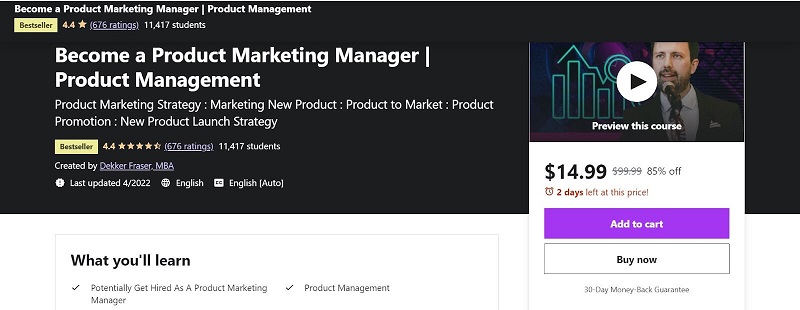 Become a Product Marketing Manager | Product Management
Bestseller 4.4 (676 ratings) 11,417 students
Become a Product Marketing Manager |
Product Management
Product Marketing Strategy : Marketing New Product : Product to Market : Product
Promotion : New Product Launch Strategy
Bestseller 4.4 (676 ratings) 11,417 students
Created by Dekker Fraser, MBA
Last updated 4/2022 English English [Auto]
Preview this course
$14.99 $99.99 85% off
2 days left at this price!
Add to cart
Buy now
30-Day Money-Back Guarantee
What you'll learn
Potentially Get Hired As A Product Marketing
Manager
Product Management